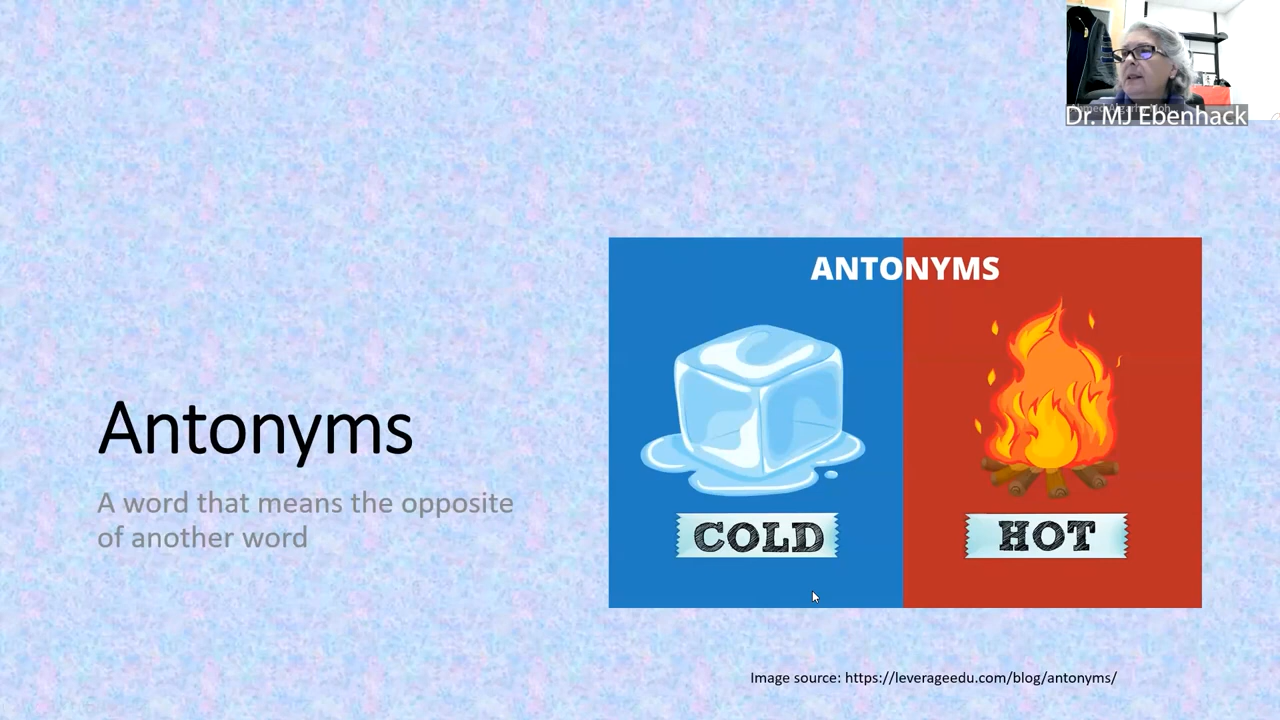 Dr. MJ Ebenhack
ANTONYMS
Antonyms
A word that means the opposite
of another word
COLD
HOT
Image source: https://leverageedu.com/blog/antonyms/